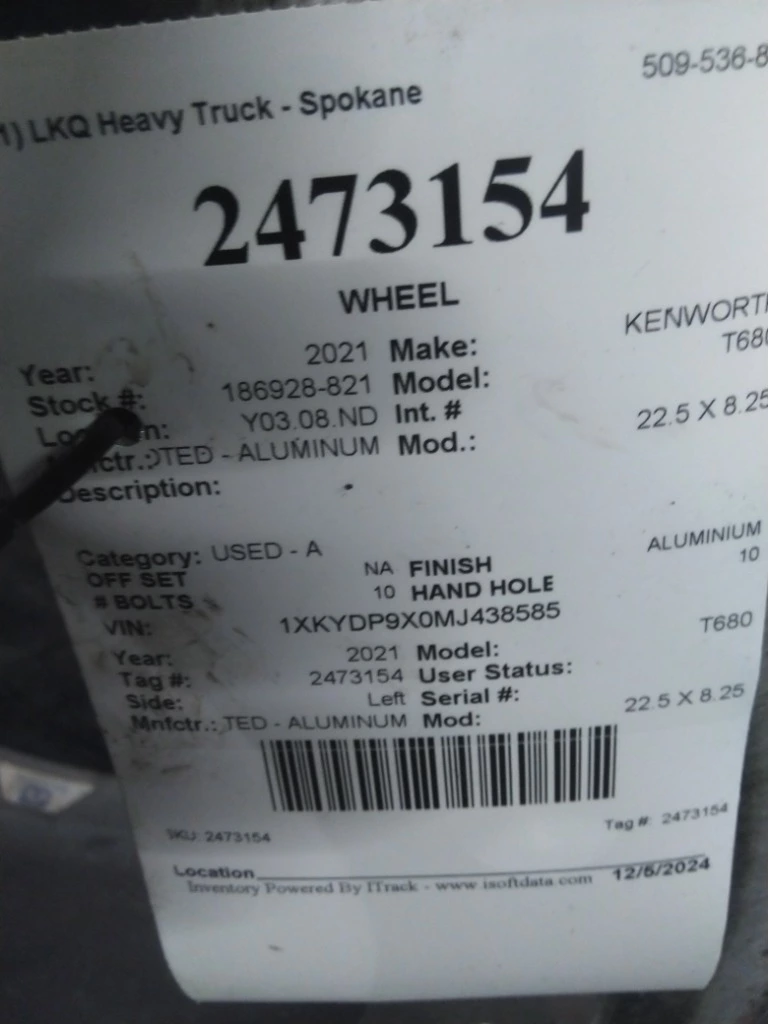 1) LKQ Heavy Truck - Spokane 509-536-8
2473154
WHEEL
Year: 2021 Make: KENWORTH
Stock #: 186928-821 Model: T680
Y03.08.ND Int. #
OTED - ALUMINUM Mod.: 22.5 X 8.25
Description:
Category: USED - A
OFF SET NA FINISH ALUMINIUM
# BOLTS 10 HAND HOLE 10
VIN: 1XKYDP9X0MJ438585
Year: 2021 Model: T680
Tag #: 2473154 User Status:
Side: Left Serial #:
Mnfctr.: TED - ALUMINUM Mod: 22.5 X 8.25
SKU: 2473154 Tag #: 2473154
Location 12/5/2024
Inventory Powered By ITrack - www.isoftdata.com